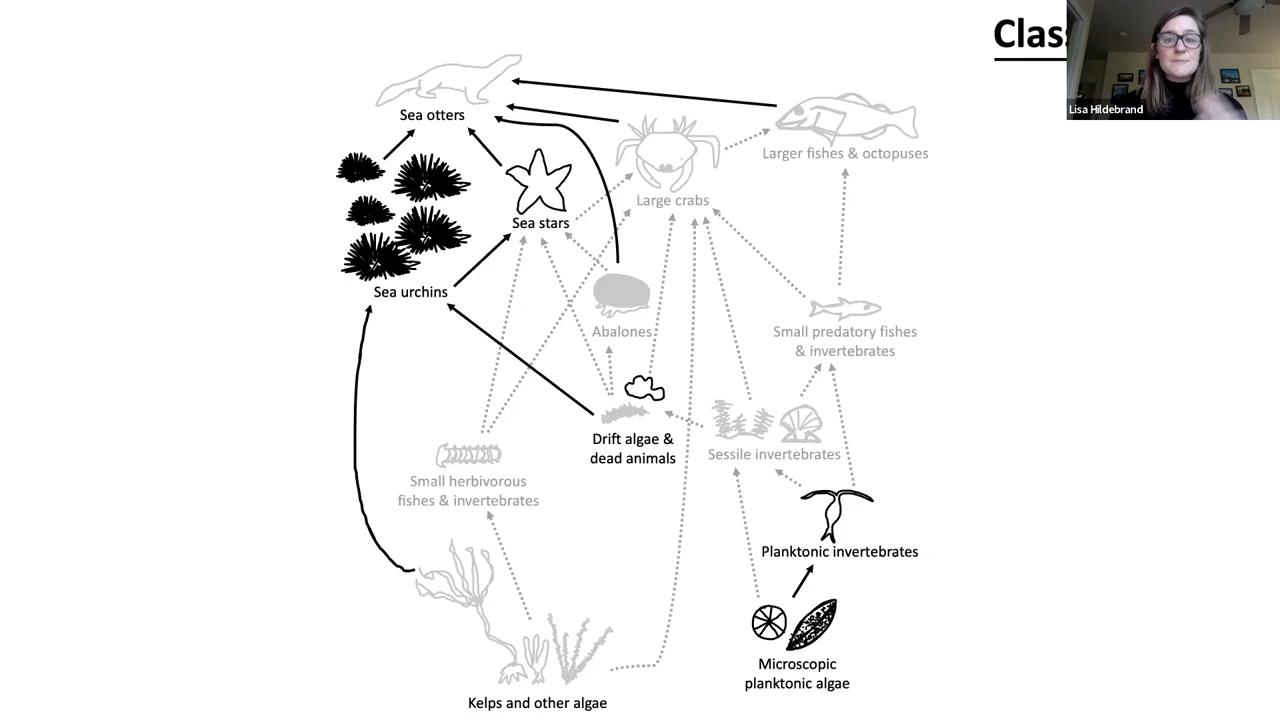 Clas
Lisa Hildebrand
Sea otters
Larger fishes & octopuses
Large crabs
Sea stars
Sea urchins
Abalones
Small predatory fishes
& invertebrates
Drift algae &
dead animals
Sessile invertebrates
Small herbivorous
fishes & invertebrates
Planktonic invertebrates
Microscopic
planktonic algae
Kelps and other algae